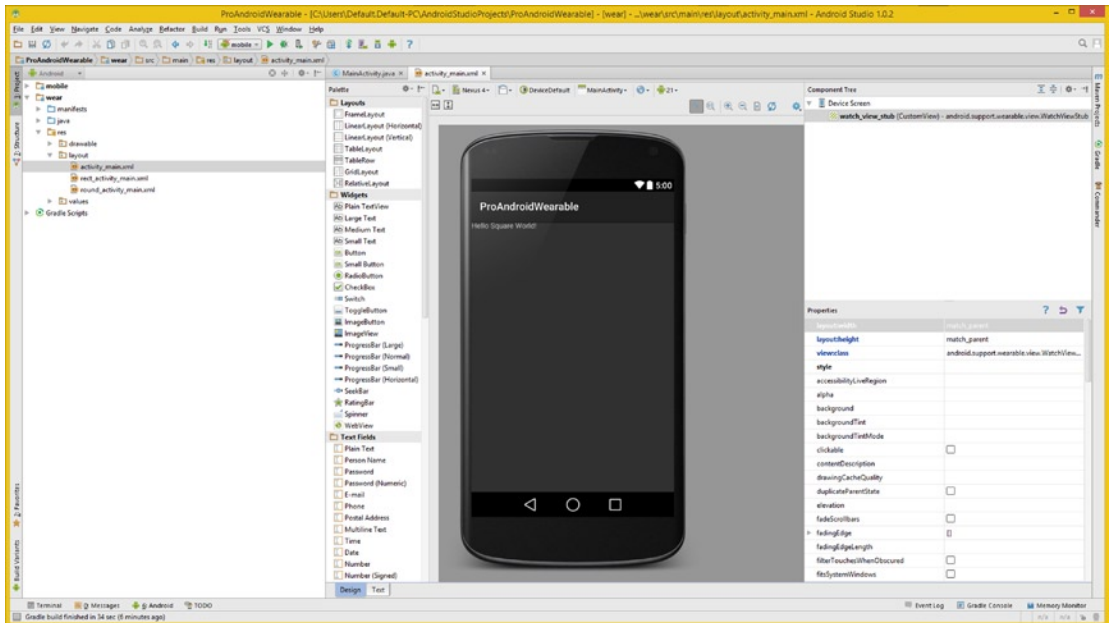 ProAndroidWearable - [C:\Users\Default.Default-PC\AndroidStudioProjects\ProAndroidWearable] - [wear] - ...\wear\src\main\res\layout\activity_main.xml - Android Studio 1.0.2
File Edit View Navigate Code Analyze Refactor Build Run Tools VCS Window Help
mobile
ProAndroidWearable wear src main res layout activity_main.xml
Android
MainActivity.java activity_main.xml
1: Project
2: Structure
2: Favorites
Build Variants
mobile
wear
manifests
java
res
drawable
layout
activity_main.xml
rect_activity_main.xml
round_activity_main.xml
values
Gradle Scripts
Palette
Layouts
FrameLayout
LinearLayout (Horizontal)
LinearLayout (Vertical)
TableLayout
TableRow
GridLayout
RelativeLayout
Widgets
Plain TextView
Large Text
Medium Text
Small Text
Button
Small Button
RadioButton
CheckBox
Switch
ToggleButton
ImageButton
ImageView
ProgressBar (Large)
ProgressBar (Normal)
ProgressBar (Small)
ProgressBar (Horizontal)
SeekBar
RatingBar
Spinner
WebView
Text Fields
Plain Text
Person Name
Password
Password (Numeric)
E-mail
Phone
Postal Address
Multiline Text
Time
Date
Number
Number (Signed)
Design Text
Nexus 4 DeviceDefault MainActivity 21
5:00
ProAndroidWearable
Hello Square World!
Component Tree
Device Screen
watch_view_stub (CustomView) - android.support.wearable.view.WatchViewStub
Properties
layout:width match_parent
layout:height match_parent
view:class android.support.wearable.view.WatchView...
style
accessibilityLiveRegion
alpha
background
backgroundTint
backgroundTintMode
clickable
contentDescription
drawingCacheQuality
duplicateParentState
elevation
fadeScrollbars
fadingEdge []
fadingEdgeLength
filterTouchesWhenObscured
fitsSystemWindows
Maven Projects
Gradle
Commander
Terminal 0: Messages 6: Android TODO
Event Log Gradle Console Memory Monitor
Gradle build finished in 34 sec (6 minutes ago)
n/a n/a